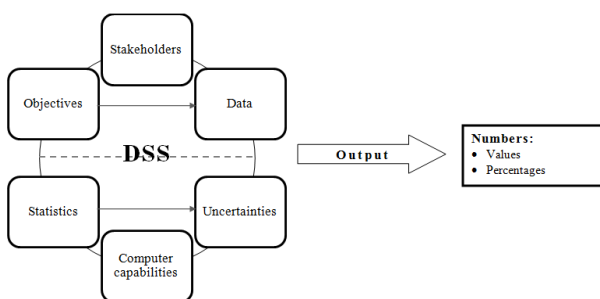 Stakeholders
Objectives
Data
DSS
Statistics
Uncertainties
Computer
capabilities
Output
Numbers:
• Values
• Percentages